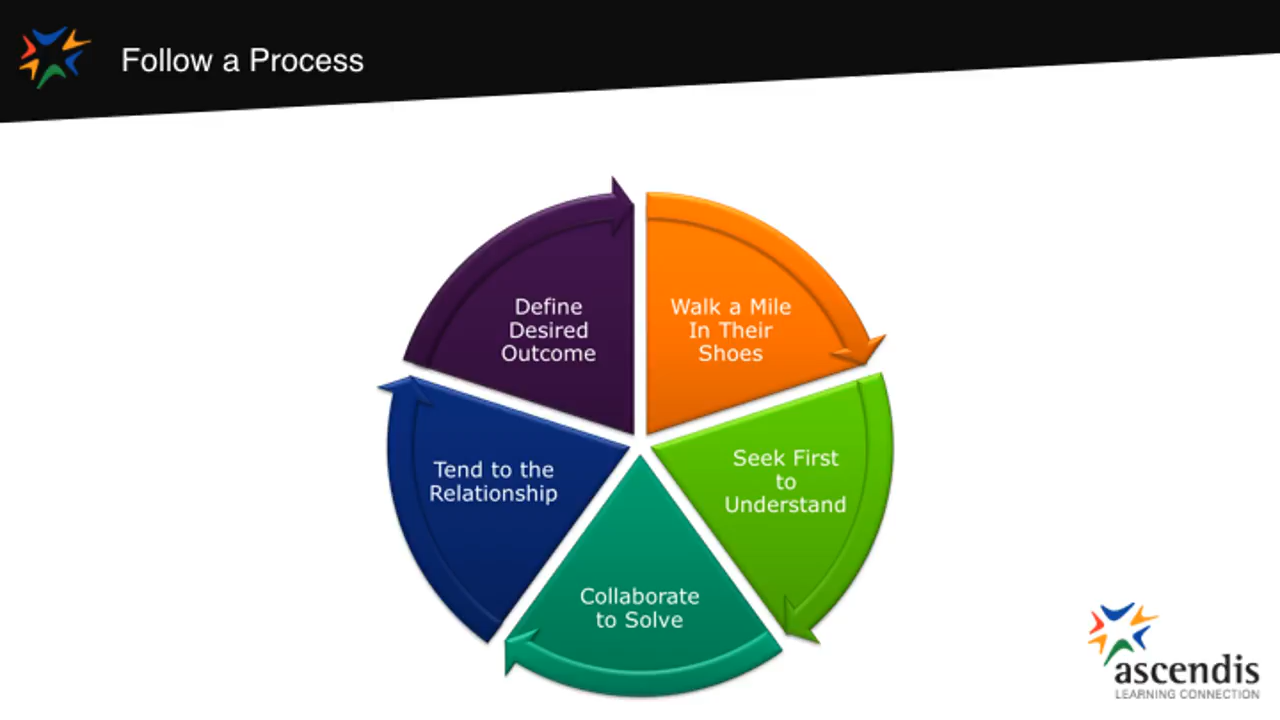 Follow a Process
Define
Desired
Outcome
Walk a Mile
In Their
Shoes
Seek First
to
Understand
Collaborate
to Solve
Tend to the
Relationship
ascendis
LEARNING CONNECTION